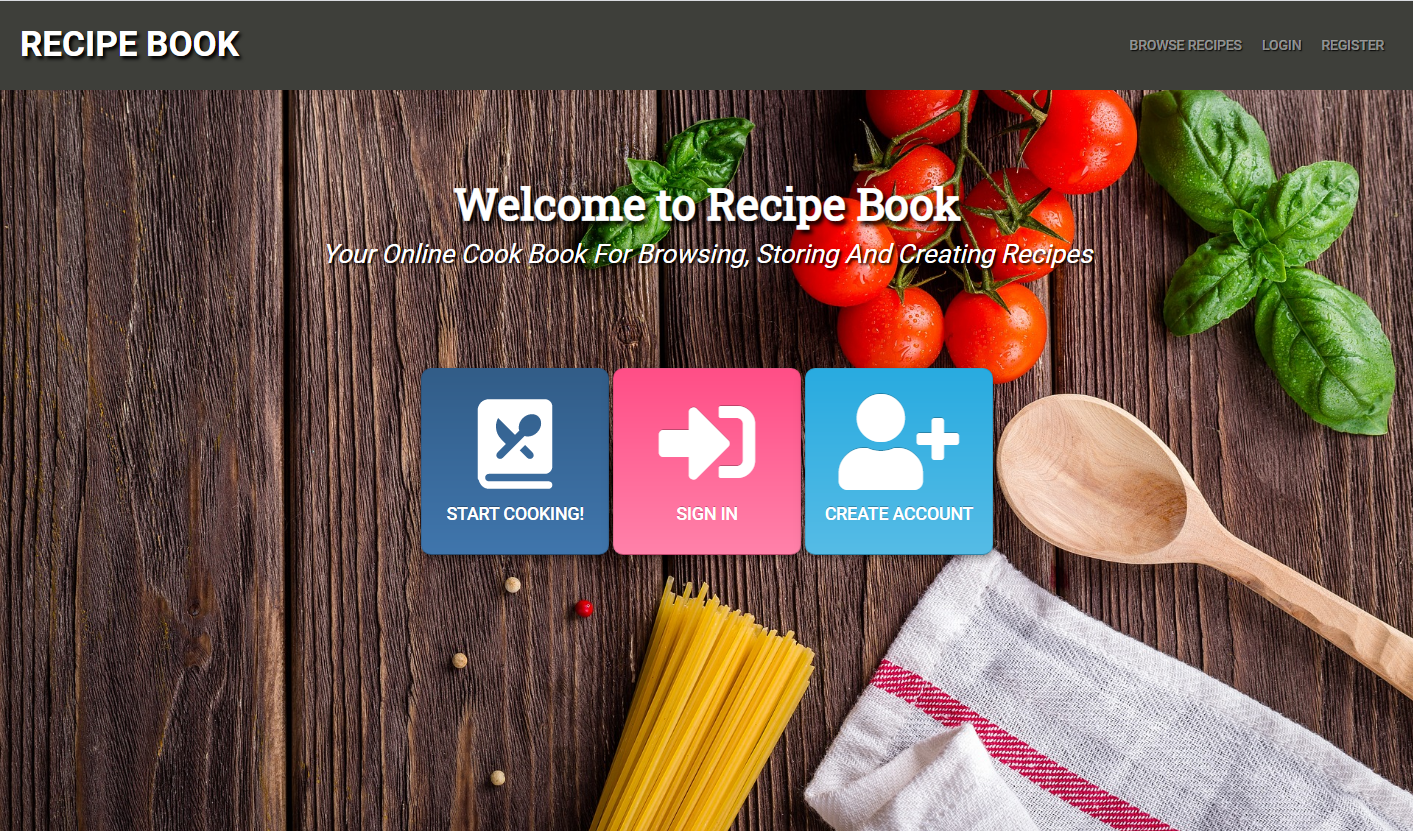 RECIPE BOOK
BROWSE RECIPES LOGIN REGISTER
Welcome to Recipe Book
Your Online Cook Book For Browsing, Storing And Creating Recipes
START COOKING! SIGN IN CREATE ACCOUNT